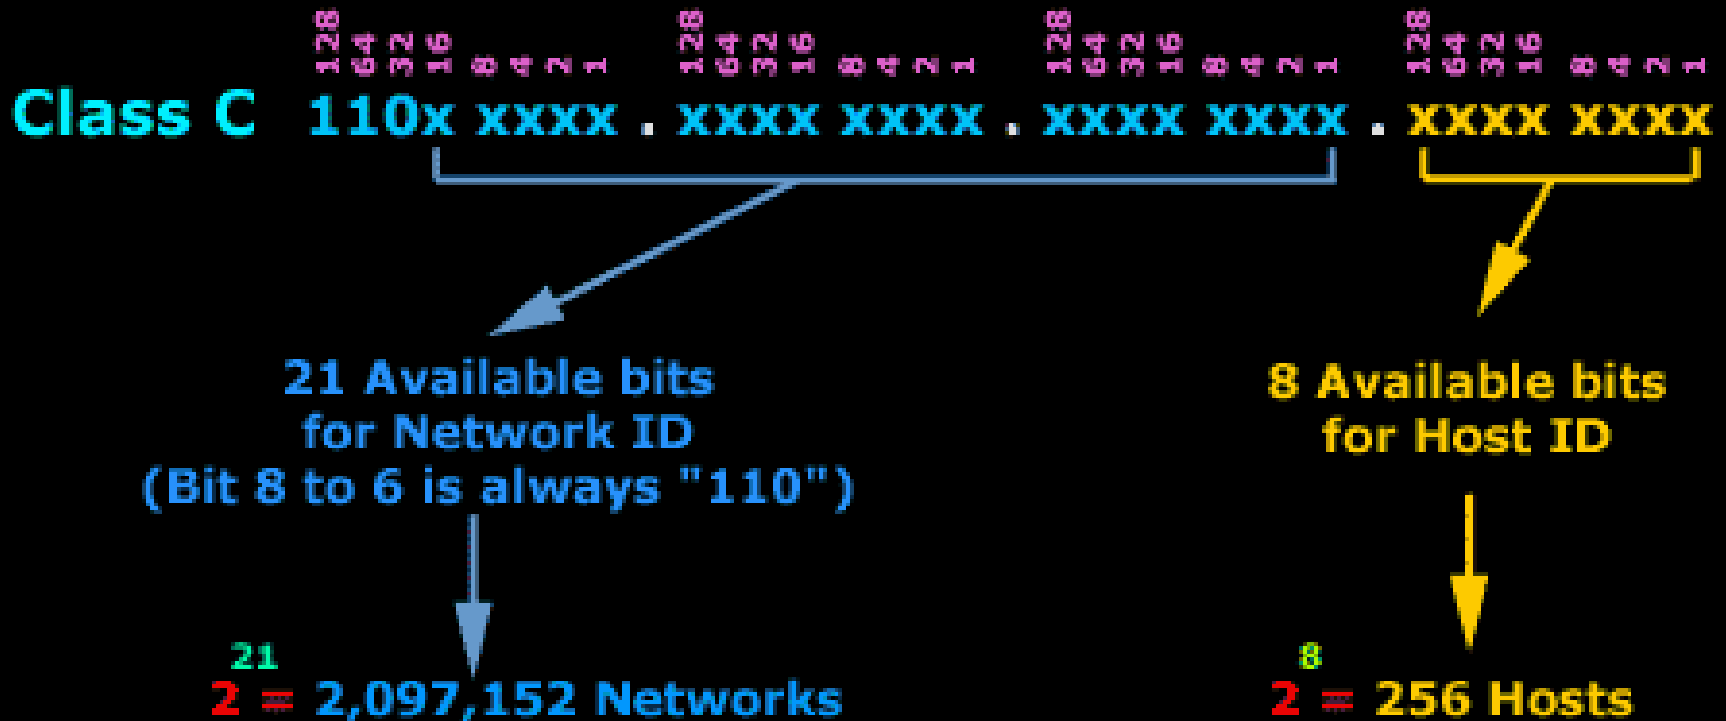 128 64 32 16 8 4 2 1 128 64 32 16 8 4 2 1 128 64 32 16 8 4 2 1 128 64 32 16 8 4 2 1
Class C 110x xxxx . xxxx xxxx . xxxx xxxx . xxxx xxxx
21 Available bits
for Network ID
(Bit 8 to 6 is always "110")
8 Available bits
for Host ID
21
2 = 2,097,152 Networks
8
2 = 256 Hosts